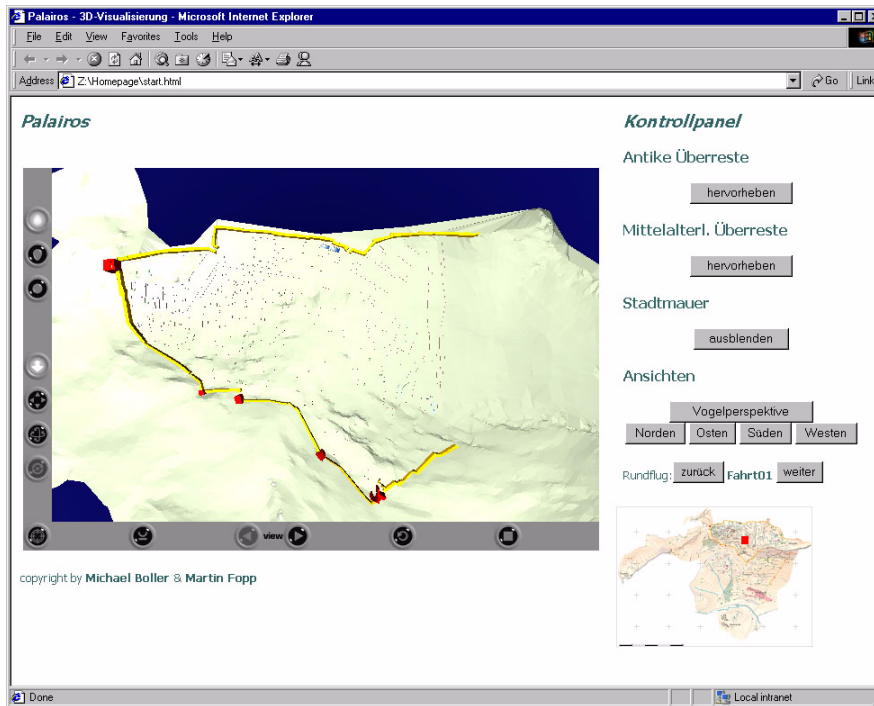 Palairos - 3D-Visualisierung - Microsoft Internet Explorer
File Edit View Favorites Tools Help
Address Z:\Homepage\start.html Go Link
Palairos
Kontrollpanel
Antike Überreste
hervorheben
Mittelalterl. Überreste
hervorheben
Stadtmauer
ausblenden
Ansichten
Vogelperspektive
Norden Osten Süden Westen
Rundflug: zurück Fahrt01 weiter
view
copyright by Michael Boller & Martin Fopp
Done Local intranet